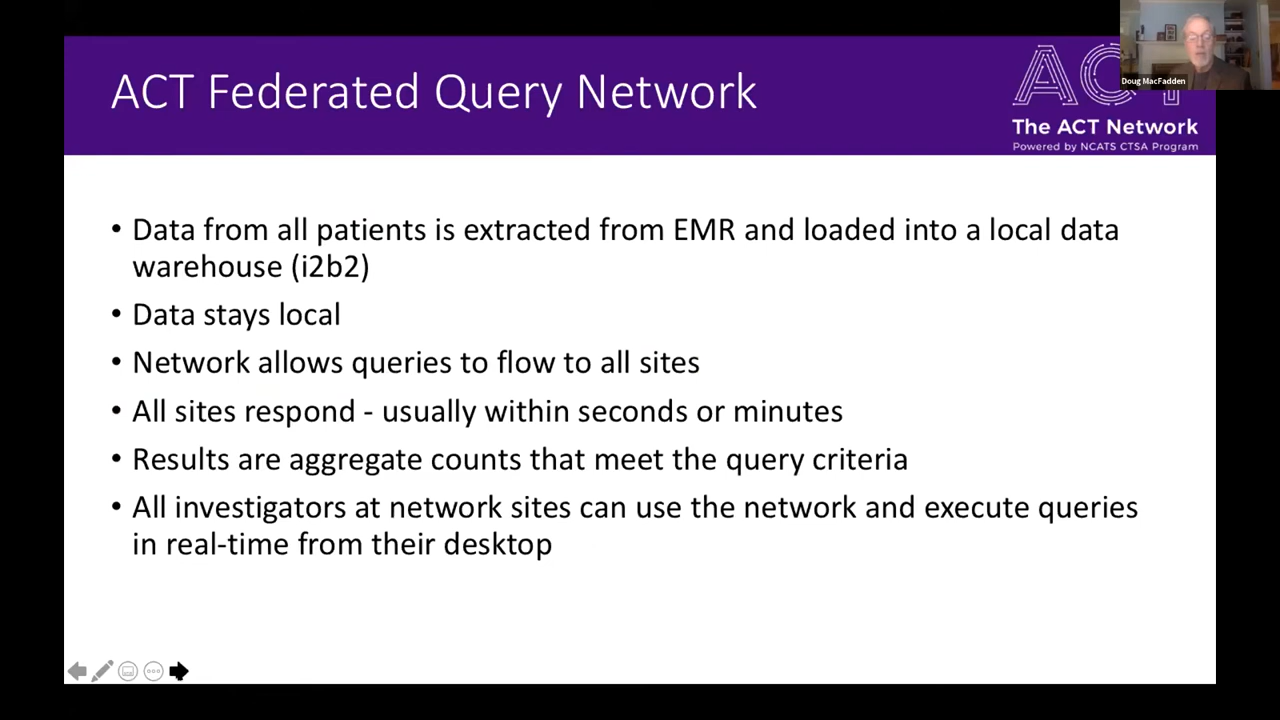 ACT Federated Query Network
Doug MacFadden
The ACT Network
Powered by NCATS CTSA Program
• Data from all patients is extracted from EMR and loaded into a local data
warehouse (i2b2)
• Data stays local
• Network allows queries to flow to all sites
• All sites respond - usually within seconds or minutes
• Results are aggregate counts that meet the query criteria
• All investigators at network sites can use the network and execute queries
in real-time from their desktop